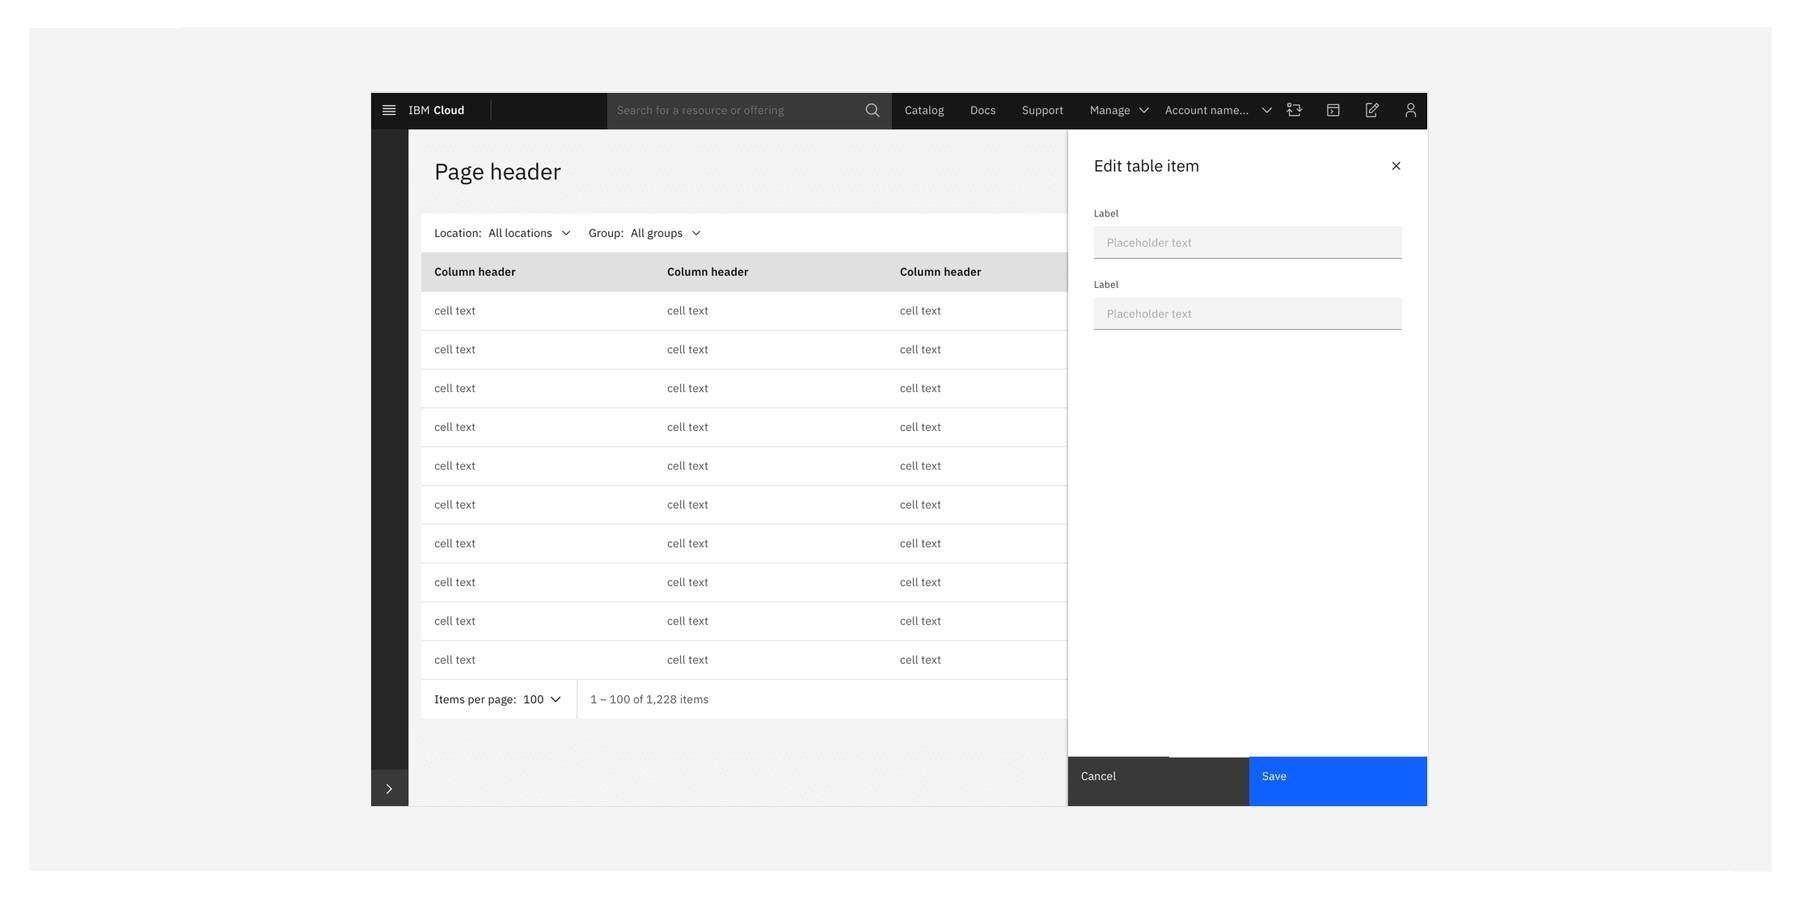 IBM Cloud
Search for a resource or offering
Catalog
Docs
Support
Manage
Account name...
Page header
Location: All locations
Group: All groups
Column header Column header Column header
cell text cell text cell text
cell text cell text cell text
cell text cell text cell text
cell text cell text cell text
cell text cell text cell text
cell text cell text cell text
cell text cell text cell text
cell text cell text cell text
cell text cell text cell text
cell text cell text cell text
Items per page: 100
1 – 100 of 1,228 items
Edit table item
Label
Placeholder text
Label
Placeholder text
Cancel
Save